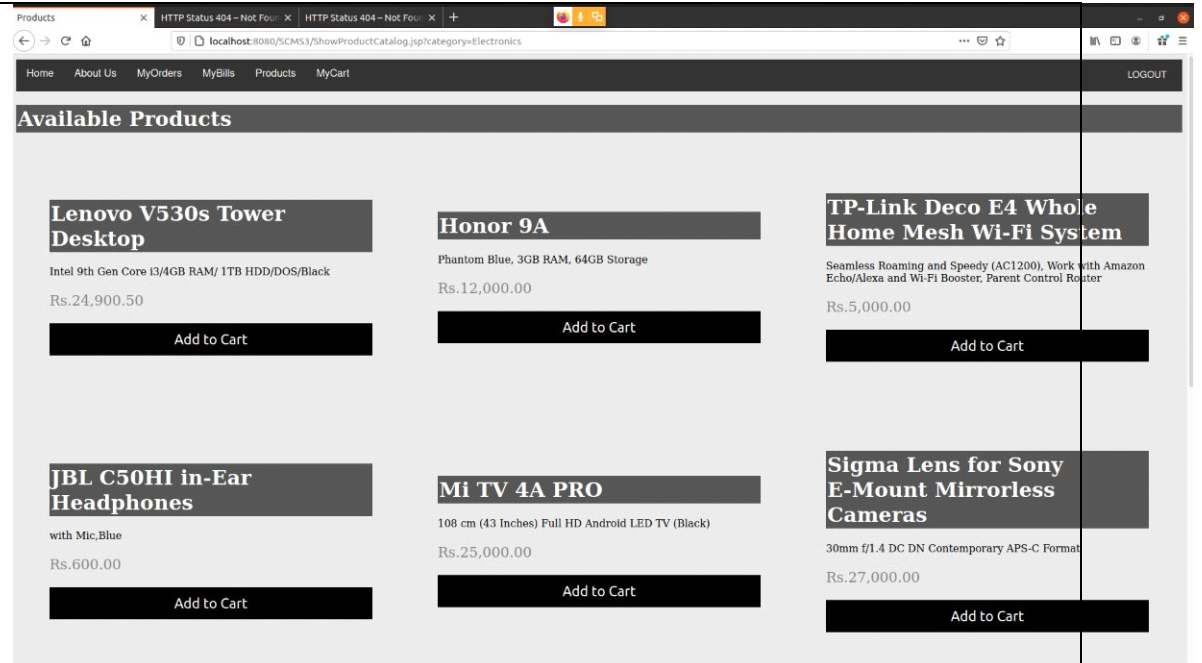 Products
HTTP Status 404 – Not Foun
HTTP Status 404 – Not Foun
localhost:8080/SCMS3/ShowProductCatalog.jsp?category=Electronics
Home About Us MyOrders MyBills Products MyCart LOGOUT
Available Products
Lenovo V530s Tower
Desktop
Intel 9th Gen Core i3/4GB RAM/ 1TB HDD/DOS/Black
Rs.24,900.50
Add to Cart
Honor 9A
Phantom Blue, 3GB RAM, 64GB Storage
Rs.12,000.00
Add to Cart
TP-Link Deco E4 Whole
Home Mesh Wi-Fi System
Seamless Roaming and Speedy (AC1200), Work with Amazon
Echo/Alexa and Wi-Fi Booster, Parent Control Router
Rs.5,000.00
Add to Cart
JBL C50HI in-Ear
Headphones
with Mic,Blue
Rs.600.00
Add to Cart
Mi TV 4A PRO
108 cm (43 Inches) Full HD Android LED TV (Black)
Rs.25,000.00
Add to Cart
Sigma Lens for Sony
E-Mount Mirrorless
Cameras
30mm f/1.4 DC DN Contemporary APS-C Format
Rs.27,000.00
Add to Cart